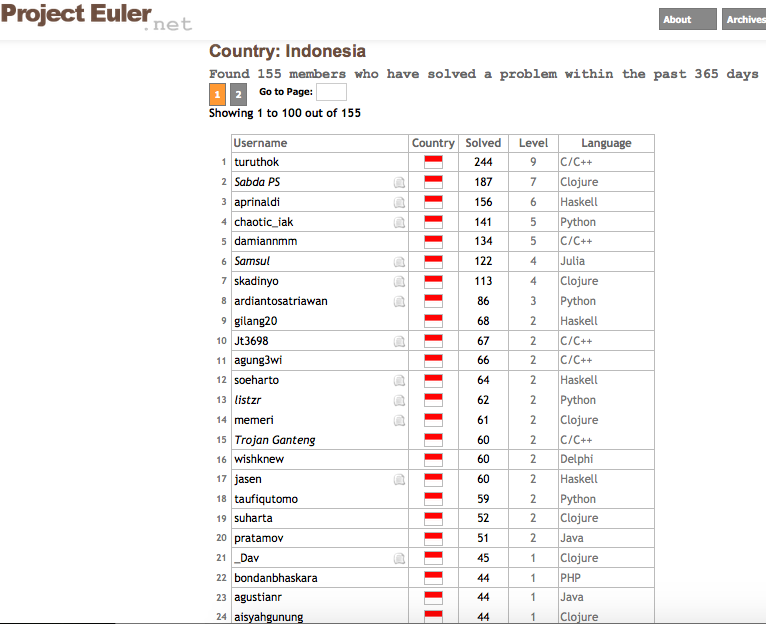 Project Euler
.net
About
Archives
Country: Indonesia
Found 155 members who have solved a problem within the past 365 days
1 2 Go to Page:
Showing 1 to 100 out of 155
Username Country Solved Level Language
1 turuthok 244 9 C/C++
2 Sabda PS 187 7 Clojure
3 aprinaldi 156 6 Haskell
4 chaotic_iak 141 5 Python
5 damiannmm 134 5 C/C++
6 Samsul 122 4 Julia
7 skadinyo 113 4 Clojure
8 ardiantosatriawan 86 3 Python
9 gilang20 68 2 Haskell
10 Jt3698 67 2 C/C++
11 agung3wi 66 2 C/C++
12 soeharto 64 2 Haskell
13 listzr 62 2 Python
14 memeri 61 2 Clojure
15 Trojan Ganteng 60 2 C/C++
16 wishknew 60 2 Delphi
17 jasen 60 2 Haskell
18 taufiqutomo 59 2 Python
19 suharta 52 2 Clojure
20 pratamov 51 2 Java
21 _Dav 45 1 Clojure
22 bondanbhaskara 44 1 PHP
23 agustianr 44 1 Java
24 aisyahgunung 44 1 Clojure